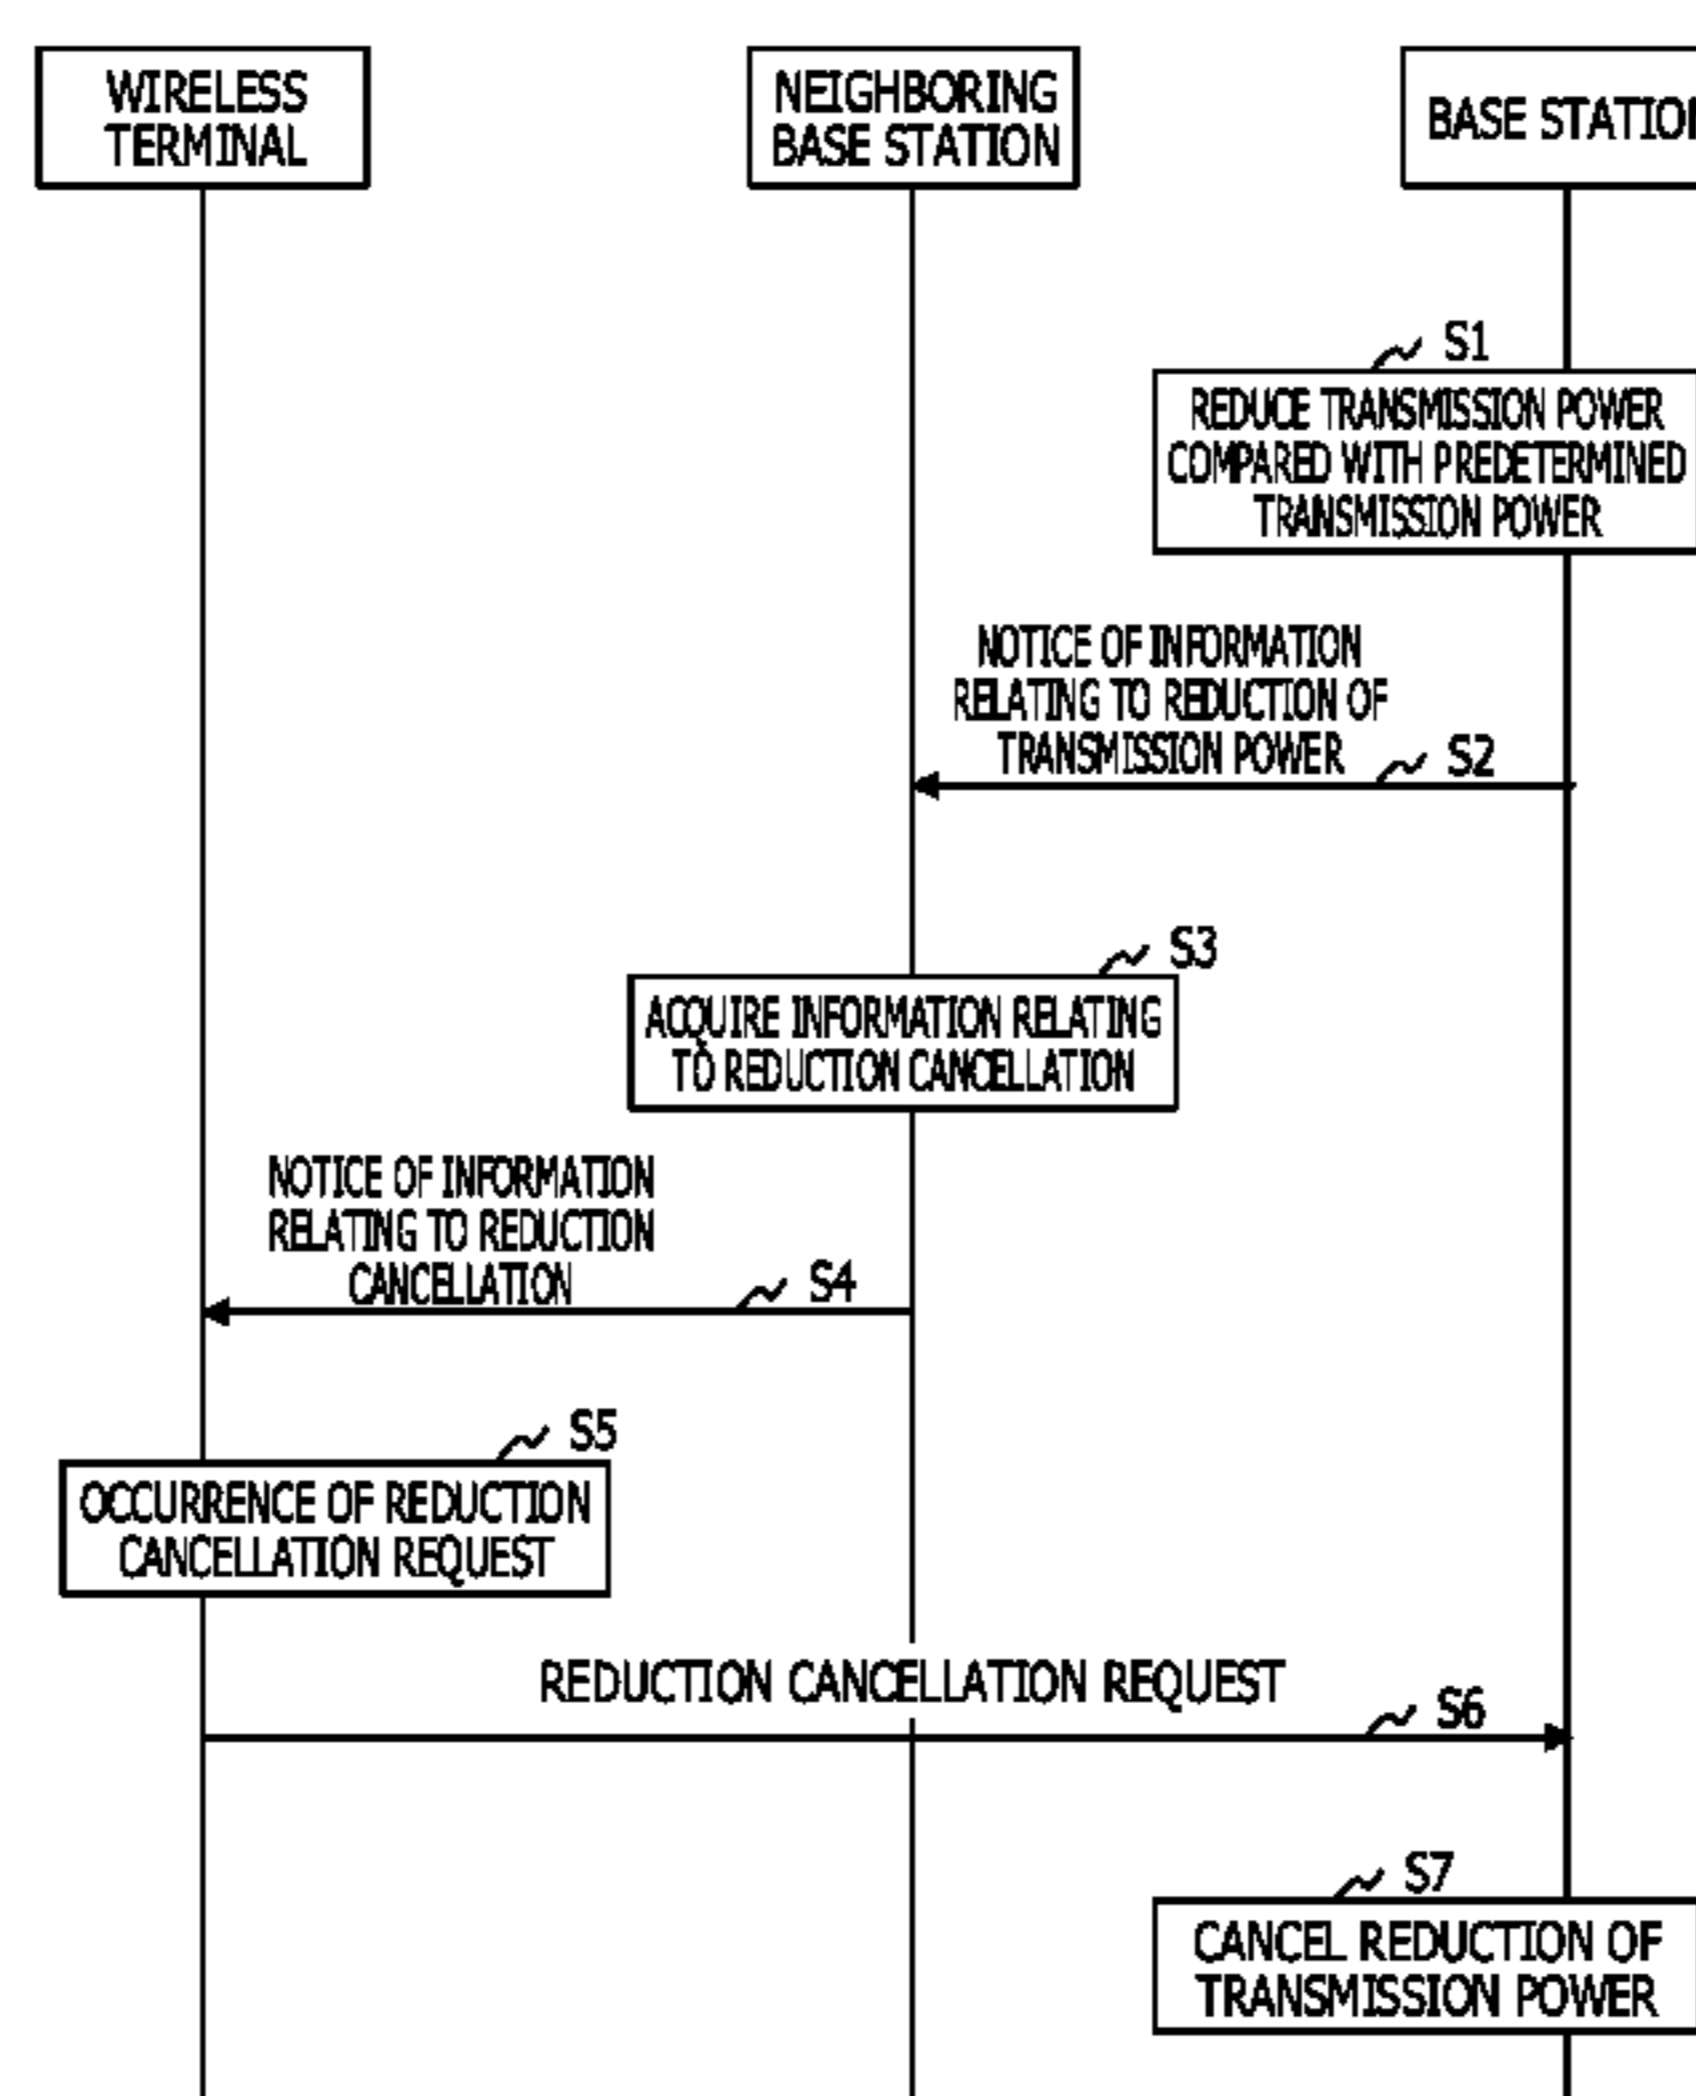 WIRELESS
TERMINAL
NEIGHBORING
BASE STATION
BASE STATION
S1
REDUCE TRANSMISSION POWER
COMPARED WITH PREDETERMINED
TRANSMISSION POWER
NOTICE OF INFORMATION
RELATING TO REDUCTION OF
TRANSMISSION POWER
S2
S3
ACQUIRE INFORMATION RELATING
TO REDUCTION CANCELLATION
NOTICE OF INFORMATION
RELATING TO REDUCTION
CANCELLATION
S4
S5
OCCURRENCE OF REDUCTION
CANCELLATION REQUEST
REDUCTION CANCELLATION REQUEST
S6
S7
CANCEL REDUCTION OF
TRANSMISSION POWER